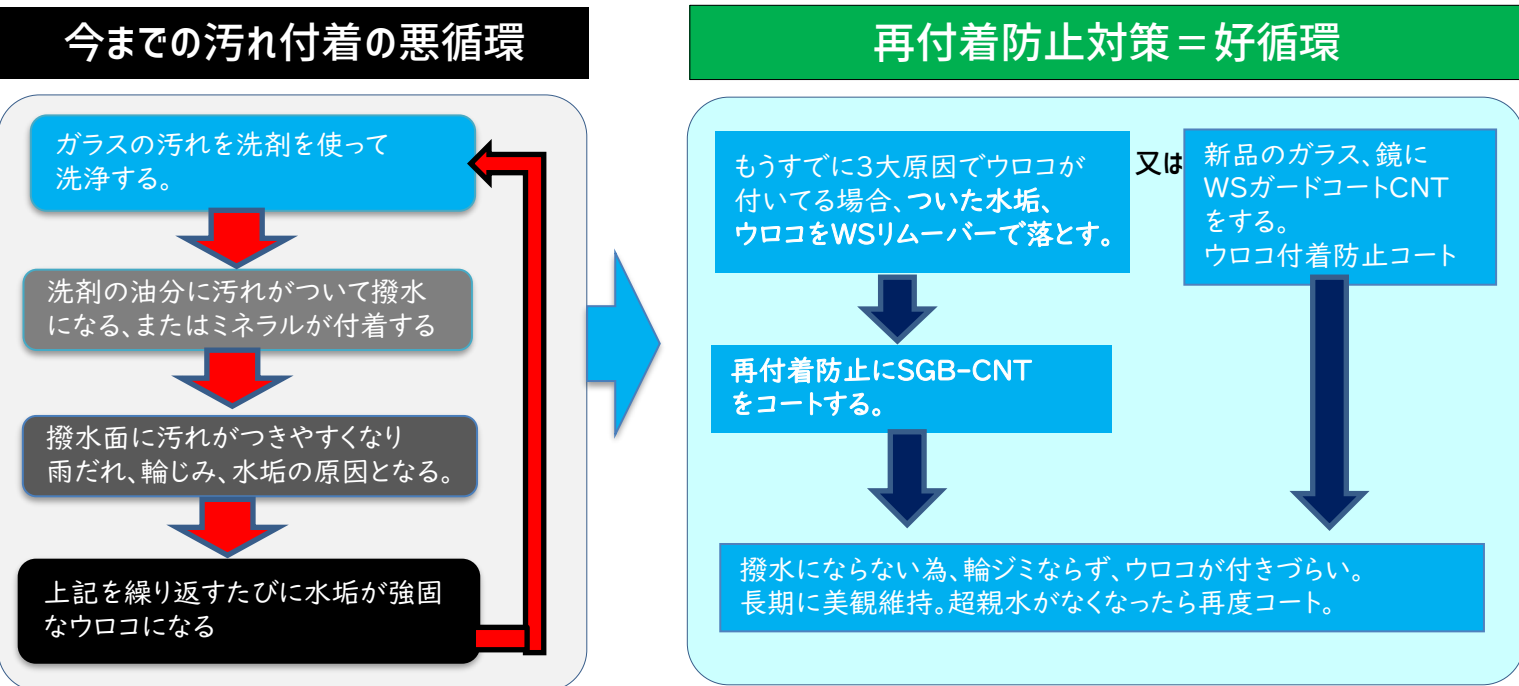 今までの汚れ付着の悪循環
ガラスの汚れを洗剤を使って
洗浄する。
洗剤の油分に汚れがついて撥水
になる、またはミネラルが付着する
撥水面に汚れがつきやすくなり
雨だれ、輪じみ、水垢の原因となる。
上記を繰り返すたびに水垢が強固
なウロコになる
再付着防止対策=好循環
もうすでに3大原因でウロコが
付いてる場合、ついた水垢、
ウロコをWSリムーバーで落とす。
又は
新品のガラス、鏡に
WSガードコートCNT
をする。
ウロコ付着防止コート
再付着防止にSGB-CNT
をコートする。
撥水にならない為、輪ジミならず、ウロコが付きづらい。
長期に美観維持。超親水がなくなったら再度コート。